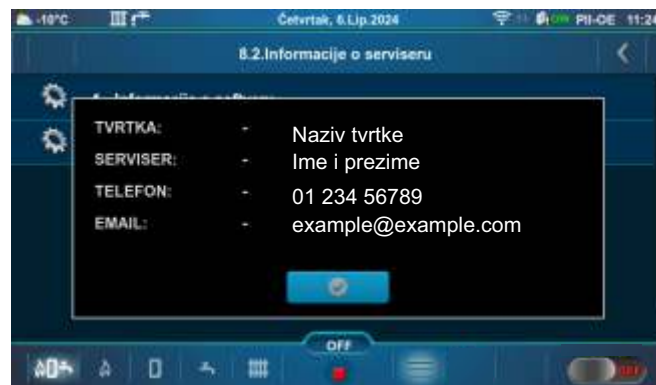 -10°C Četvrtak, 6.Lip.2024 PII-OE 11:24
8.2.Informacije o serviseru
TVRTKA: - Naziv tvrtke
SERVISER: - Ime i prezime
TELEFON: - 01 234 56789
EMAIL: - example@example.com
OFF
OFF